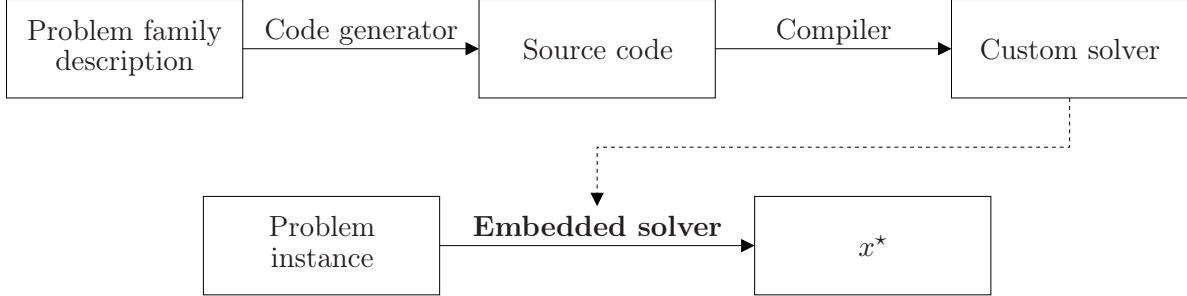 Problem family
description
Code generator
Source code
Compiler
Custom solver
Problem
instance
Embedded solver
x⋆